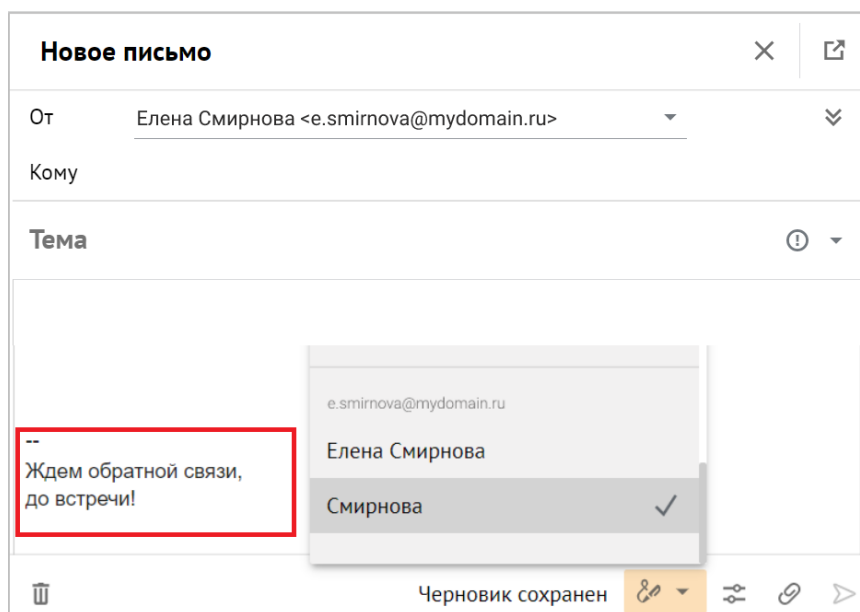 Новое письмо
От Елена Смирнова <e.smirnova@mydomain.ru>
Кому
Тема
e.smirnova@mydomain.ru
Елена Смирнова
Смирнова
--
Ждем обратной связи,
до встречи!
Черновик сохранен